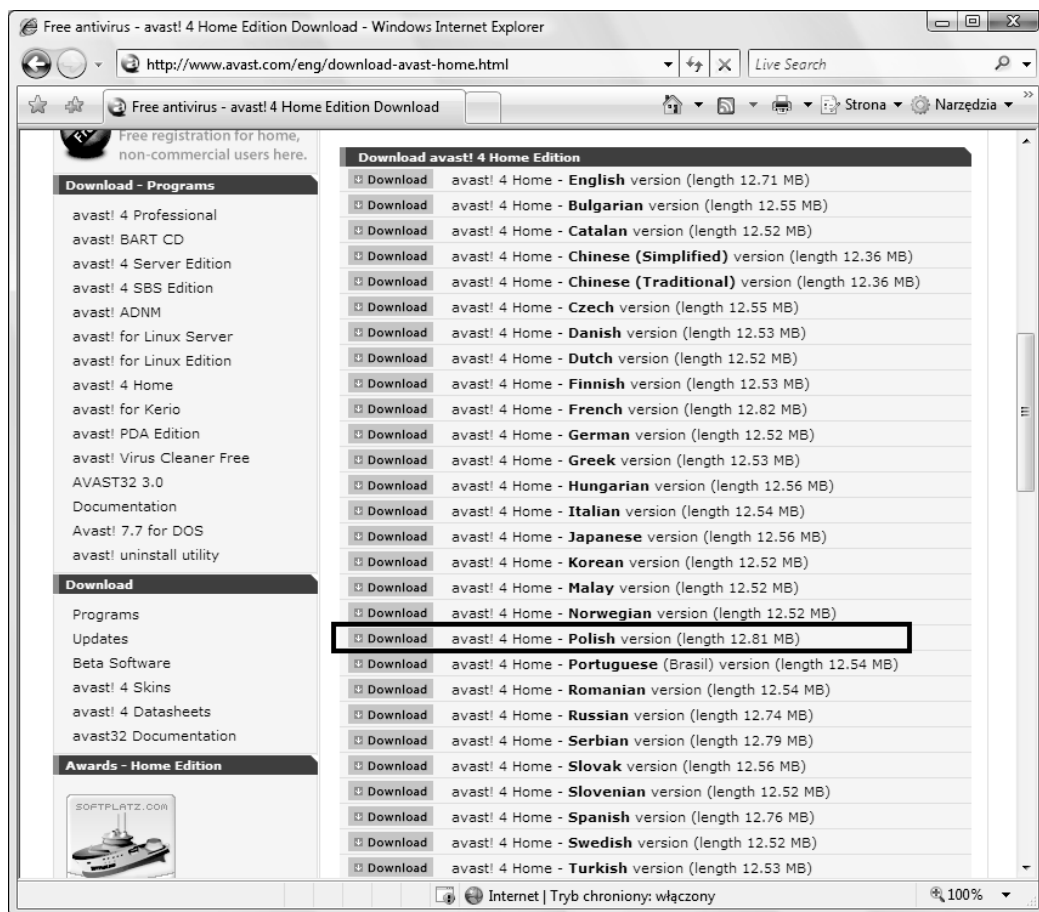 Free antivirus - avast! 4 Home Edition Download - Windows Internet Explorer
http://www.avast.com/eng/download-avast-home.html
Live Search
Free antivirus - avast! 4 Home Edition Download
Strona
Narzędzia
Free registration for home,
non-commercial users here.
Download - Programs
avast! 4 Professional
avast! BART CD
avast! 4 Server Edition
avast! 4 SBS Edition
avast! ADNM
avast! for Linux Server
avast! for Linux Edition
avast! 4 Home
avast! for Kerio
avast! PDA Edition
avast! Virus Cleaner Free
AVAST32 3.0
Documentation
Avast! 7.7 for DOS
avast! uninstall utility
Download
Programs
Updates
Beta Software
avast! 4 Skins
avast! 4 Datasheets
avast32 Documentation
Awards - Home Edition
SOFTPLATZ.COM
Download avast! 4 Home Edition
Download avast! 4 Home - English version (length 12.71 MB)
Download avast! 4 Home - Bulgarian version (length 12.55 MB)
Download avast! 4 Home - Catalan version (length 12.52 MB)
Download avast! 4 Home - Chinese (Simplified) version (length 12.36 MB)
Download avast! 4 Home - Chinese (Traditional) version (length 12.36 MB)
Download avast! 4 Home - Czech version (length 12.55 MB)
Download avast! 4 Home - Danish version (length 12.53 MB)
Download avast! 4 Home - Dutch version (length 12.52 MB)
Download avast! 4 Home - Finnish version (length 12.53 MB)
Download avast! 4 Home - French version (length 12.82 MB)
Download avast! 4 Home - German version (length 12.52 MB)
Download avast! 4 Home - Greek version (length 12.53 MB)
Download avast! 4 Home - Hungarian version (length 12.56 MB)
Download avast! 4 Home - Italian version (length 12.54 MB)
Download avast! 4 Home - Japanese version (length 12.56 MB)
Download avast! 4 Home - Korean version (length 12.52 MB)
Download avast! 4 Home - Malay version (length 12.52 MB)
Download avast! 4 Home - Norwegian version (length 12.52 MB)
Download avast! 4 Home - Polish version (length 12.81 MB)
Download avast! 4 Home - Portuguese (Brasil) version (length 12.54 MB)
Download avast! 4 Home - Romanian version (length 12.54 MB)
Download avast! 4 Home - Russian version (length 12.74 MB)
Download avast! 4 Home - Serbian version (length 12.79 MB)
Download avast! 4 Home - Slovak version (length 12.56 MB)
Download avast! 4 Home - Slovenian version (length 12.52 MB)
Download avast! 4 Home - Spanish version (length 12.76 MB)
Download avast! 4 Home - Swedish version (length 12.52 MB)
Download avast! 4 Home - Turkish version (length 12.53 MB)
Internet | Tryb chroniony: włączony
100%